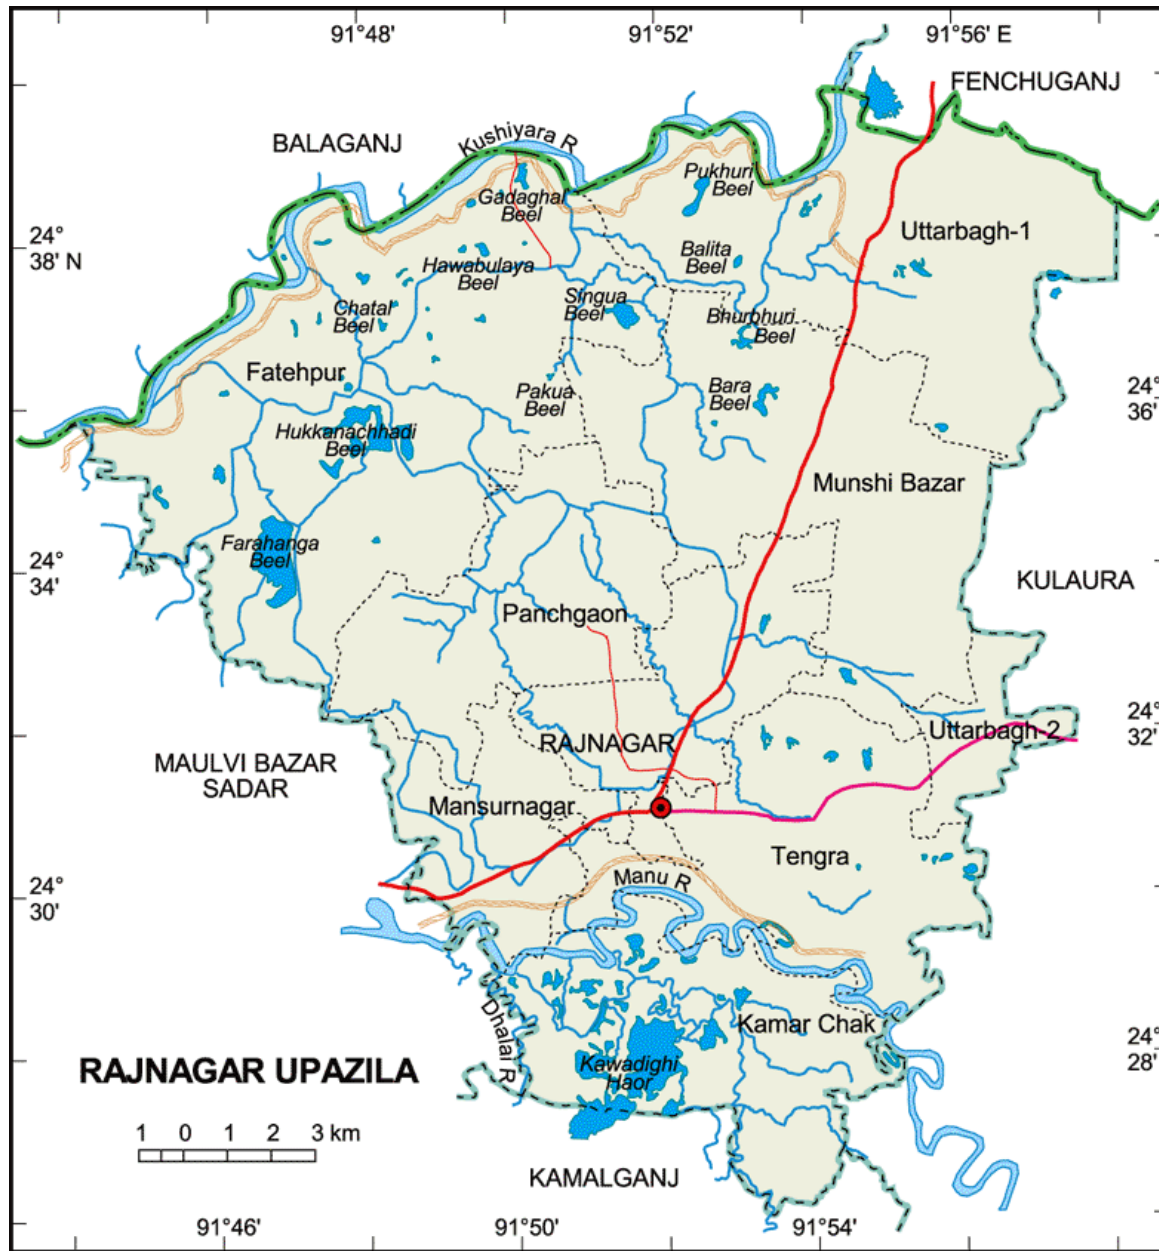 91°48'
91°52'
91°56' E
FENCHUGANJ
BALAGANJ
Kushiyara R
Pukhuri
Beel
Gadaghal
Beel
Uttarbagh-1
24°
38' N
Balita
Beel
Hawabulaya
Beel
Singua
Beel
Chatal
Beel
Bhurbhuri
Beel
Fatehpur
Pakua
Beel
Bara
Beel
24°
36'
Hukkanachhadi
Beel
Munshi Bazar
Farahanga
Beel
24°
34'
KULAURA
Panchgaon
24°
32'
Uttarbagh-2
RAJNAGAR
MAULVI BAZAR
SADAR
Mansurnagar
Tengra
24°
30'
Manu R
Dhalai R
Kamar Chak
24°
28'
Kawadighi
Haor
RAJNAGAR UPAZILA
1 0 1 2 3 km
KAMALGANJ
91°46'
91°50'
91°54'